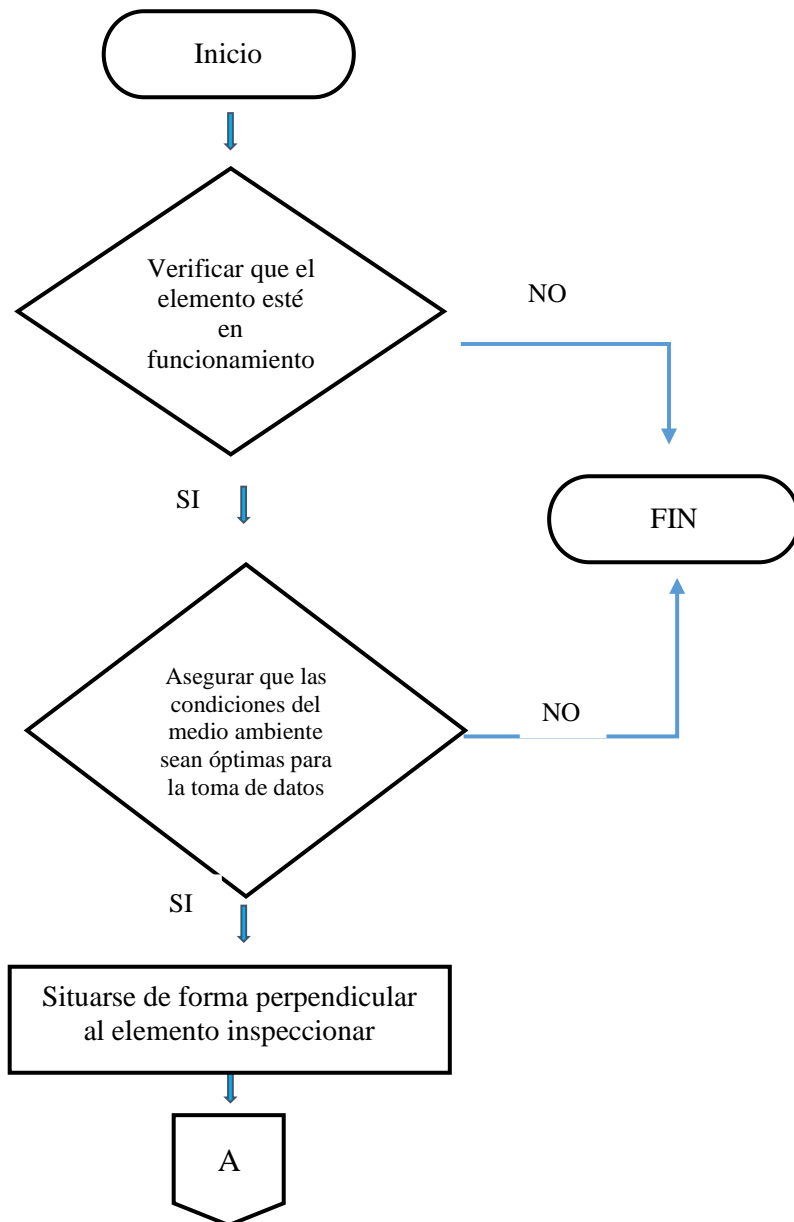 Inicio
Verificar que el
elemento esté
en
funcionamiento
NO
SI
FIN
Asegurar que las
condiciones del
medio ambiente
sean óptimas para
la toma de datos
NO
SI
Situarse de forma perpendicular
al elemento inspeccionar
A